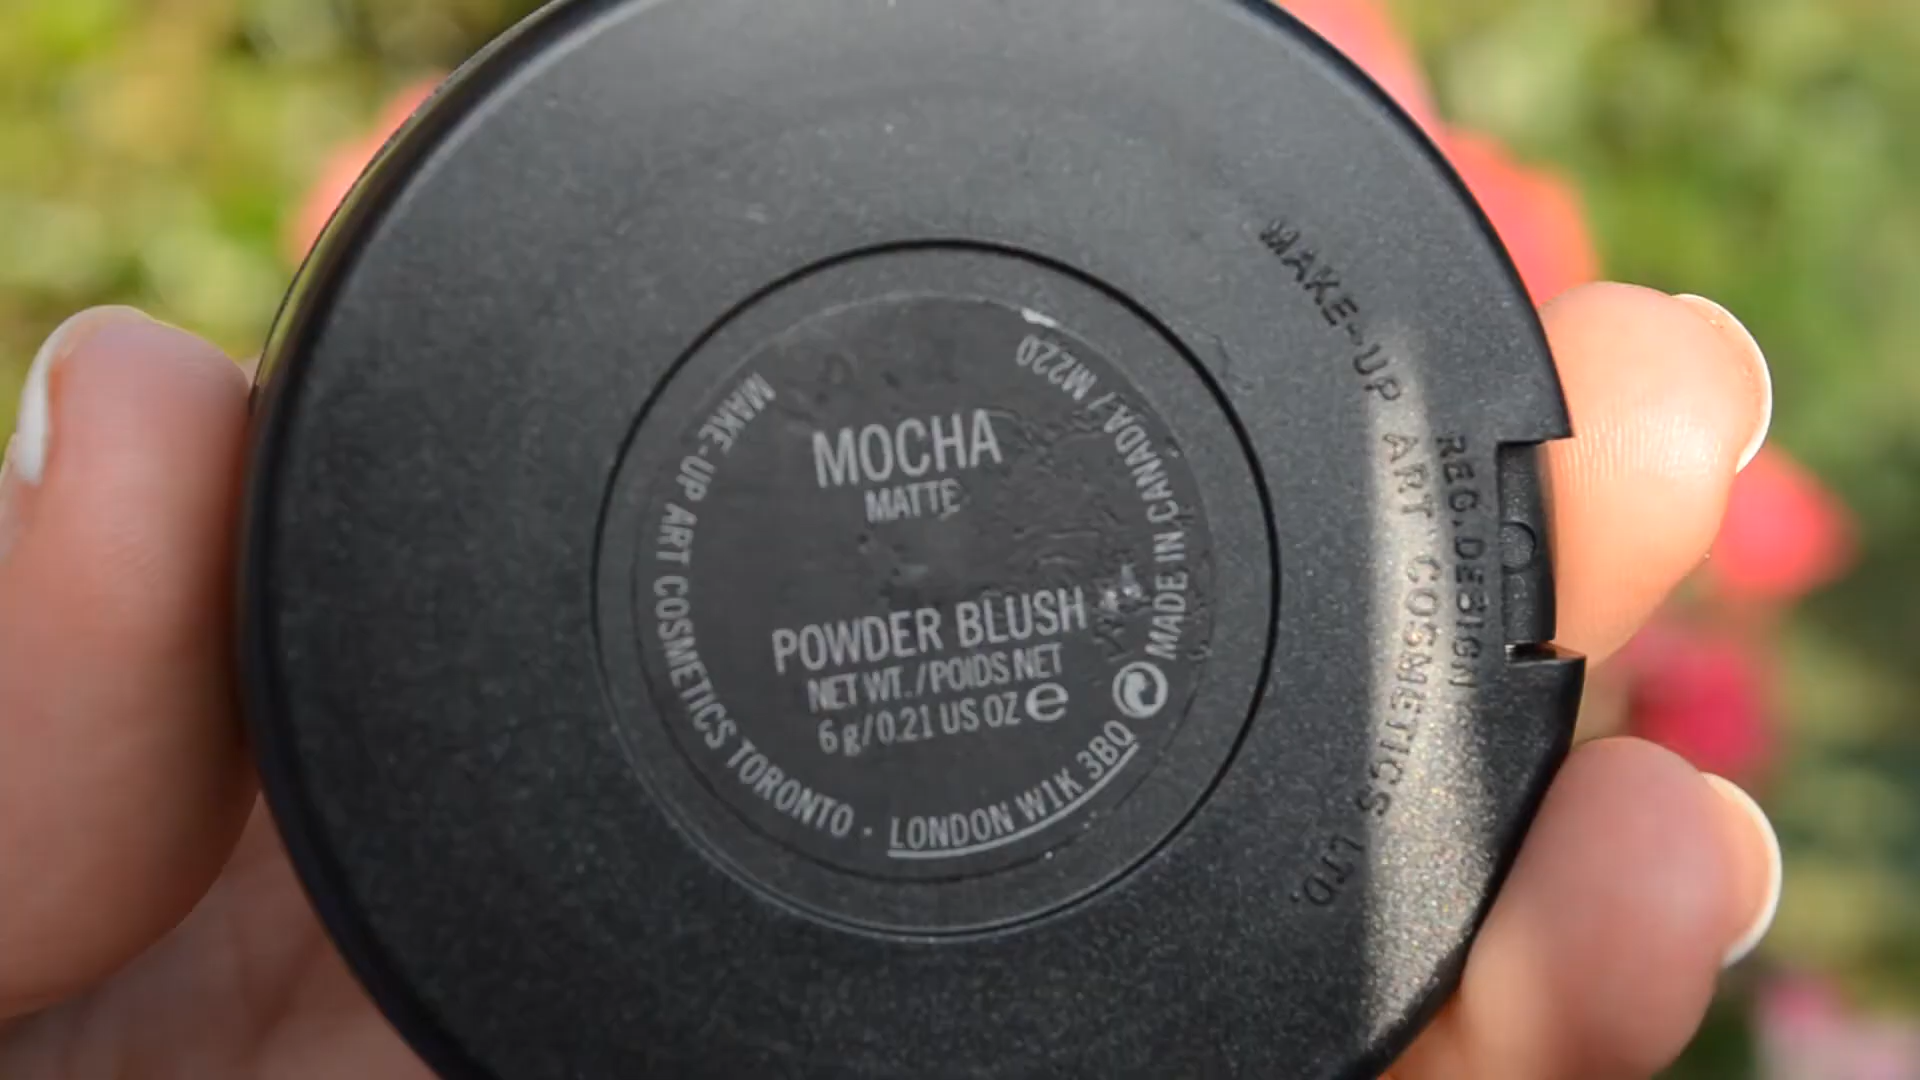 MOCHA
MATTE
POWDER BLUSH
NET WT./POIDS NET
6 g/0.21 US OZ e
MAKE-UP ART COSMETICS TORONTO · LONDON W1K 3BQ
MADE IN CANADA / M220
MAKE-UP ART COSMETICS LTD.
REG.DESIGN